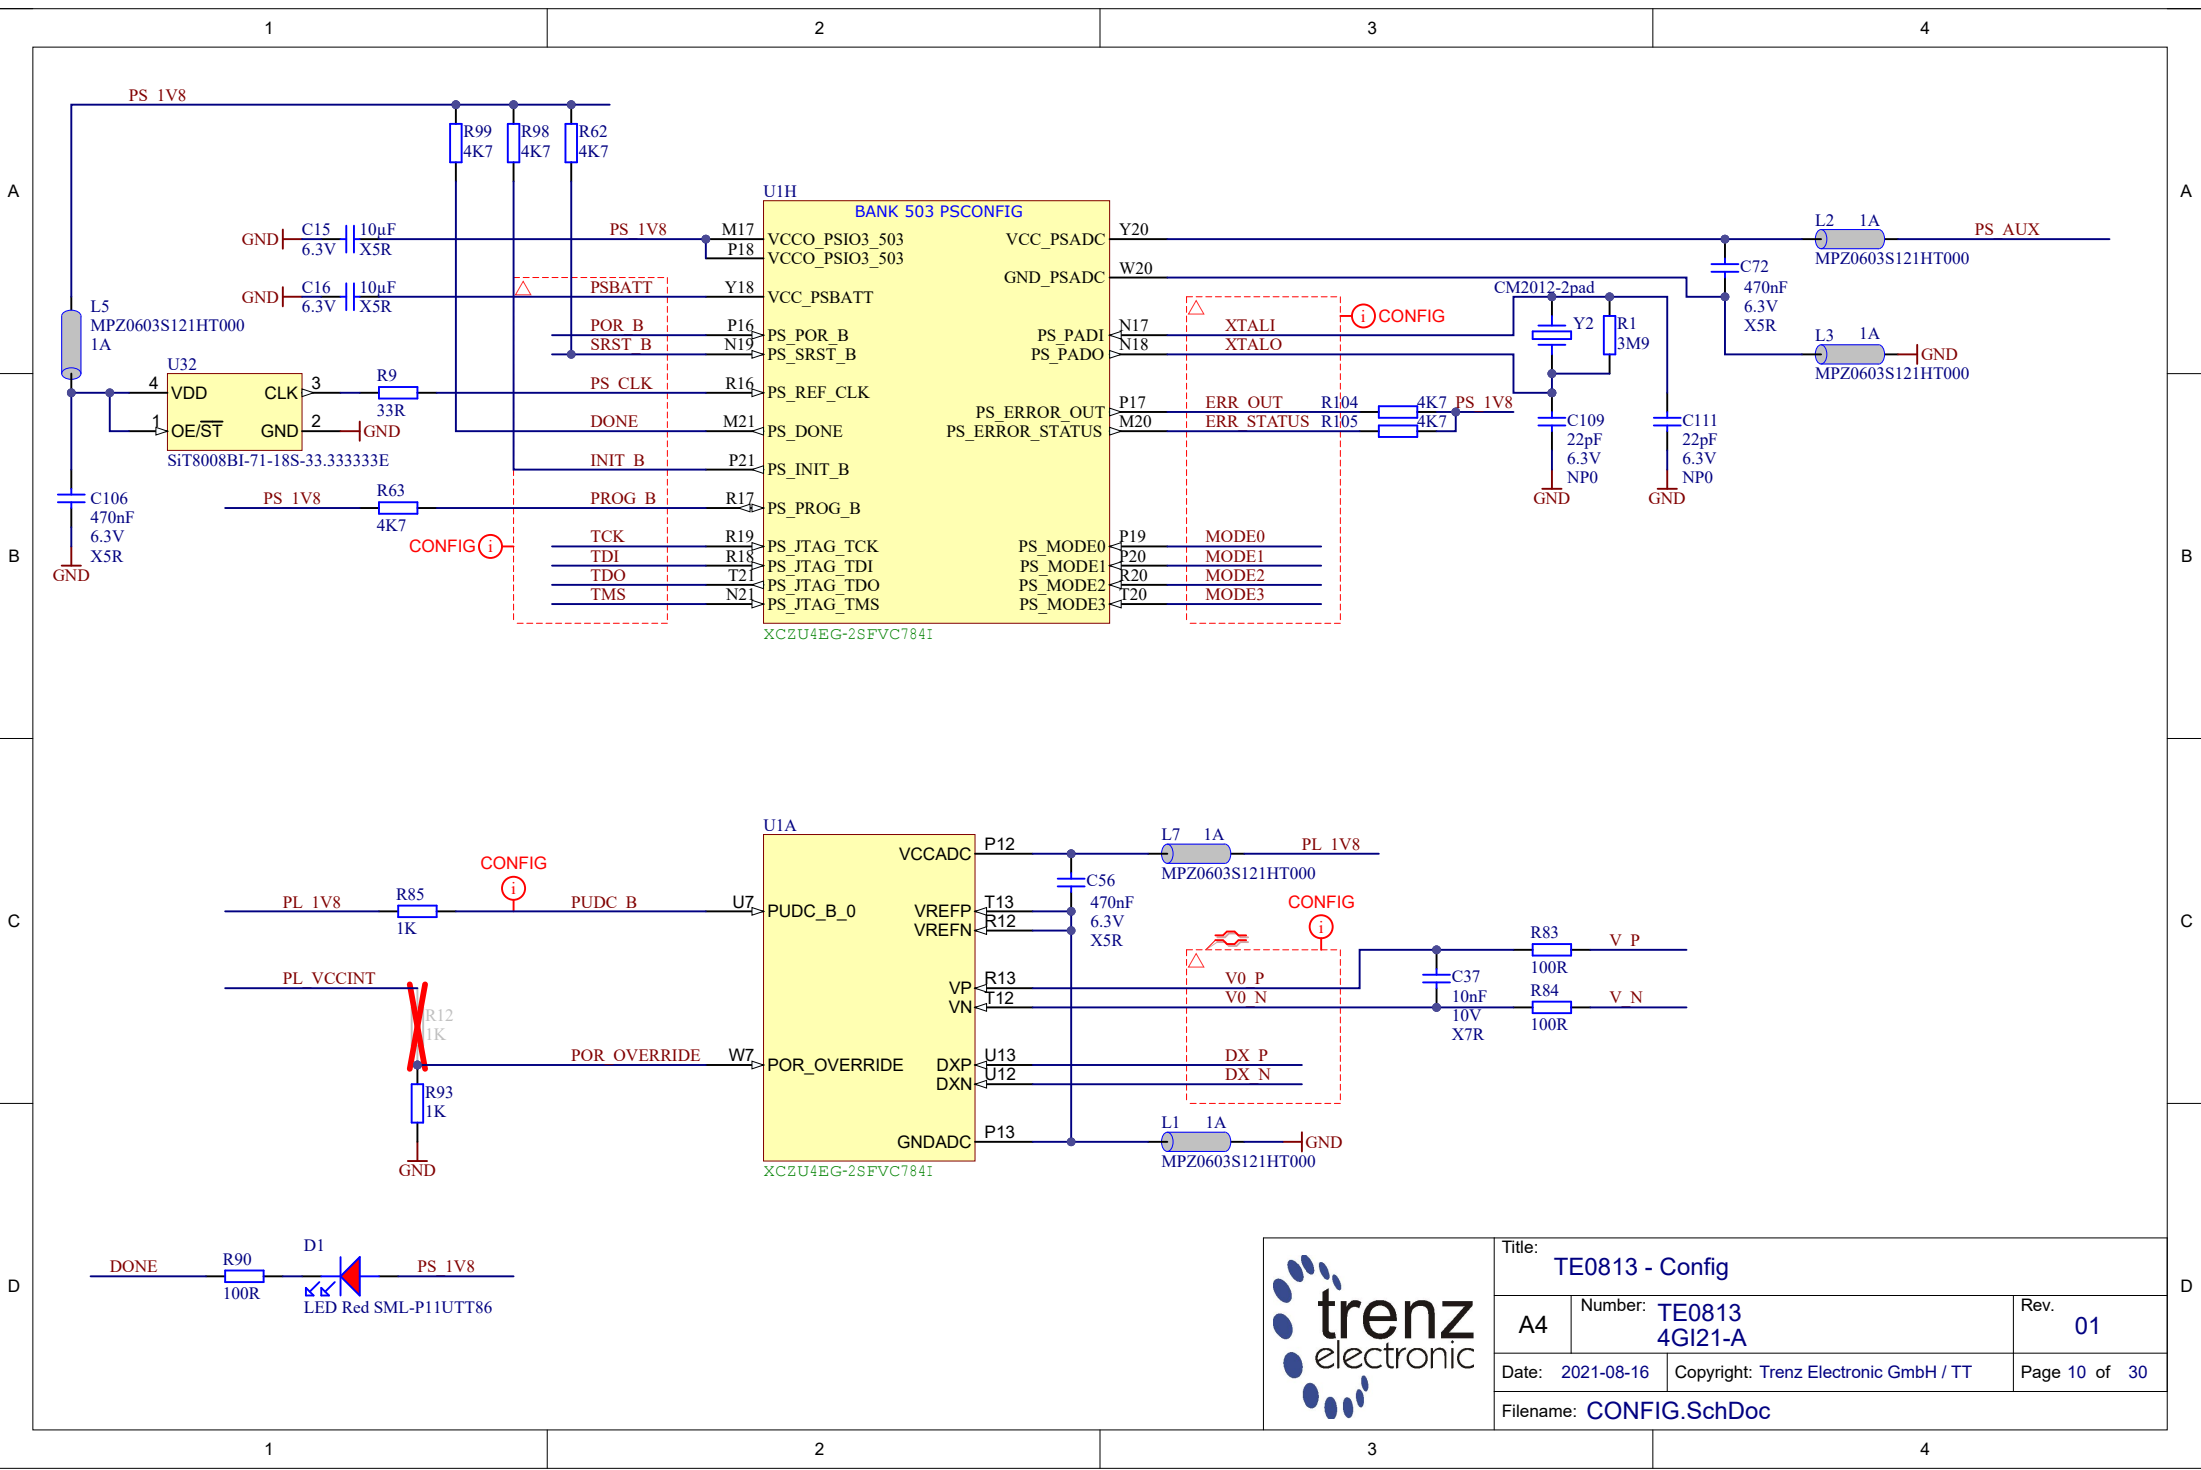 1 2 3 4
A A
B B
C C
D D
PS_1V8
R99
4K7
R98
4K7
R62
4K7
U1H
BANK 503 PSCONFIG
GND
C15
6.3V
10µF
X5R
PS_1V8
M17
P18
VCCO_PSIO3_503
VCCO_PSIO3_503
GND
C16
6.3V
10µF
X5R
PSBATT
Y18
VCC_PSBATT
L5
MPZ0603S121HT000
1A
POR_B
P16
PS_POR_B
SRST_B
N19
PS_SRST_B
U32
4
VDD
CLK
3
1
OE/ST
GND
2
GND
SiT8008BI-71-18S-33.333333E
R9
33R
PS_CLK
R16
PS_REF_CLK
DONE
M21
PS_DONE
INIT_B
P21
PS_INIT_B
C106
470nF
6.3V
X5R
GND
PS_1V8
R63
4K7
PROG_B
R17
PS_PROG_B
CONFIG
i
TCK
R19
PS_JTAG_TCK
TDI
R18
PS_JTAG_TDI
TDO
T21
PS_JTAG_TDO
TMS
N21
PS_JTAG_TMS
XCZU4EG-2SFVC784I
VCC_PSADC
Y20
GND_PSADC
W20
L2 1A
MPZ0603S121HT000
PS_AUX
C72
470nF
6.3V
X5R
L3 1A
MPZ0603S121HT000
GND
CM2012-2pad
Y2
R1
3M9
i
CONFIG
PS_PADI
N17
XTALI
PS_PADO
N18
XTALO
PS_ERROR_OUT
P17
ERR_OUT
R104
4K7
PS_1V8
PS_ERROR_STATUS
M20
ERR_STATUS
R105
4K7
C109
22pF
6.3V
NP0
GND
C111
22pF
6.3V
NP0
GND
PS_MODE0
P19
MODE0
PS_MODE1
P20
MODE1
PS_MODE2
R20
MODE2
PS_MODE3
T20
MODE3
U1A
CONFIG
i
PL_1V8
R85
1K
PUDC_B
U7
PUDC_B_0
PL_VCCINT
R12
1K
POR_OVERRIDE
W7
POR_OVERRIDE
R93
1K
GND
XCZU4EG-2SFVC784I
VCCADC
P12
L7 1A
MPZ0603S121HT000
PL_1V8
C56
470nF
6.3V
X5R
VREFP
T13
VREFN
R12
CONFIG
i
VP
R13
V0_P
VN
T12
V0_N
C37
10nF
10V
X7R
R83
100R
V_P
R84
100R
V_N
DXP
U13
DX_P
DXN
U12
DX_N
GNDADC
P13
L1 1A
MPZ0603S121HT000
GND
DONE
R90
100R
D1
LED Red SML-P11UTT86
PS_1V8
trenz
electronic
Title:
TE0813 - Config
A4
Number: TE0813
4GI21-A
Rev.
01
Date: 2021-08-16
Copyright: Trenz Electronic GmbH / TT
Page 10 of 30
Filename: CONFIG.SchDoc
1 2 3 4